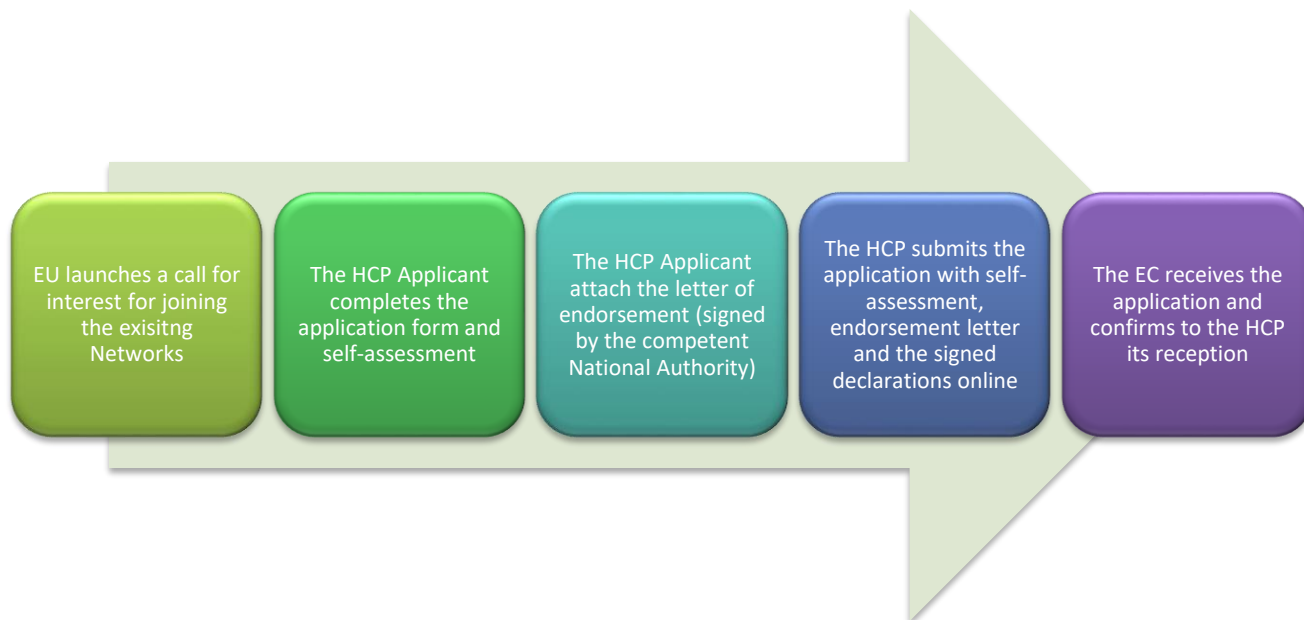 EU launches a call for
interest for joining
the exisitng
Networks
The HCP Applicant
completes the
application form and
self-assessment
The HCP Applicant
attach the letter of
endorsement (signed
by the competent
National Authority)
The HCP submits the
application with self-
assessment,
endorsement letter
and the signed
declarations online
The EC receives the
application and
confirms to the HCP
its reception